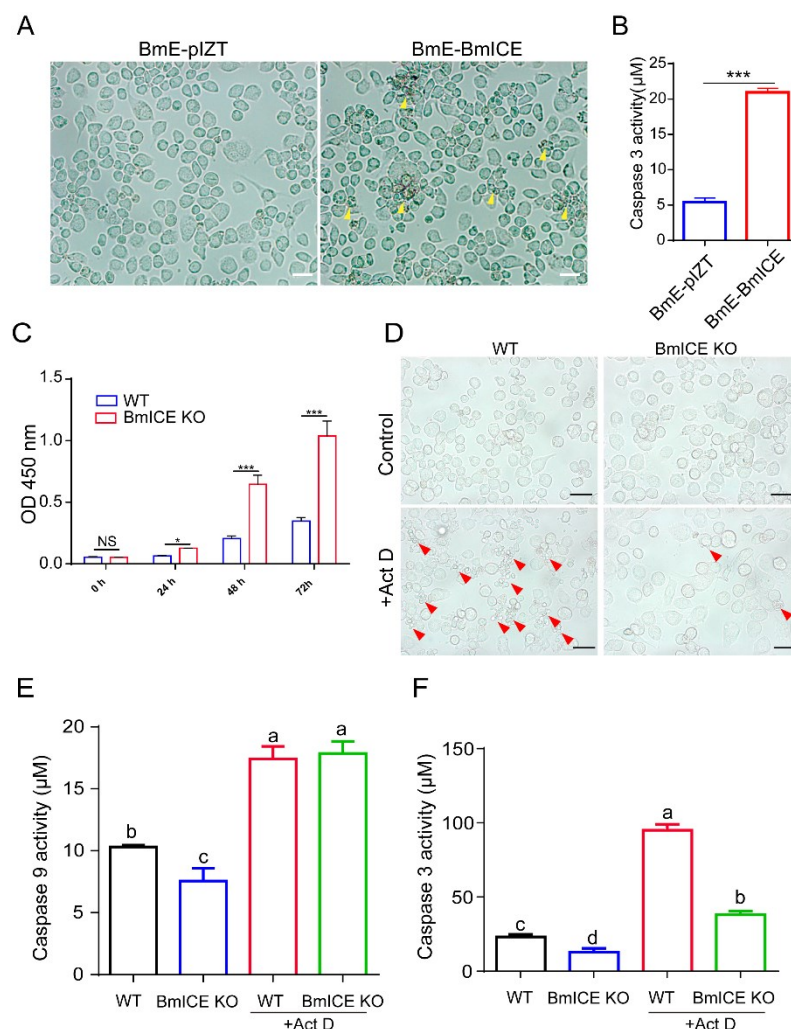 A
BmE-pIZT
BmE-BmICE
B
Caspase 3 activity(μM)
25
20
15
10
5
0
***
BmE-pIZT
BmE-BmICE
C
OD 450 nm
1.5
1.0
0.5
0.0
WT
BmICE KO
NS
*
***
***
0 h
24 h
48 h
72h
D
WT
BmICE KO
Control
+Act D
E
Caspase 9 activity (μM)
20
15
10
5
0
b
c
a
a
WT
BmICE KO
WT
BmICE KO
+Act D
F
Caspase 3 activity (μM)
150
100
50
0
c
d
a
b
WT
BmICE KO
WT
BmICE KO
+Act D